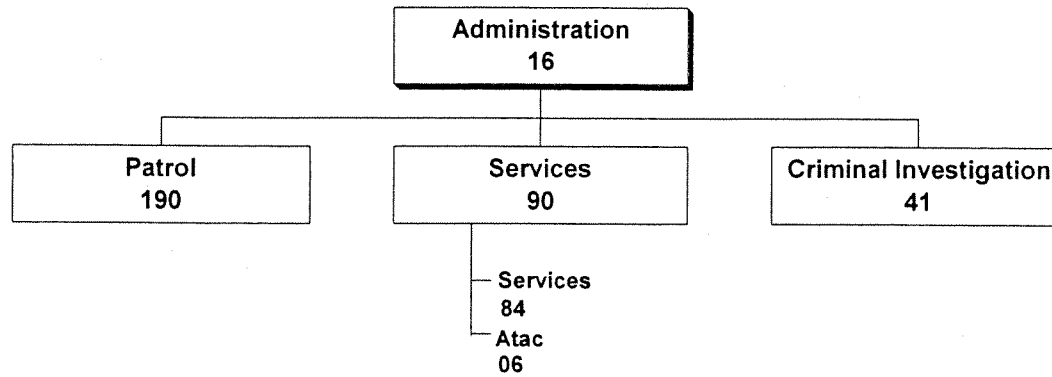 Administration
16
Patrol
190
Services
90
Criminal Investigation
41
Services
84
Atac
06